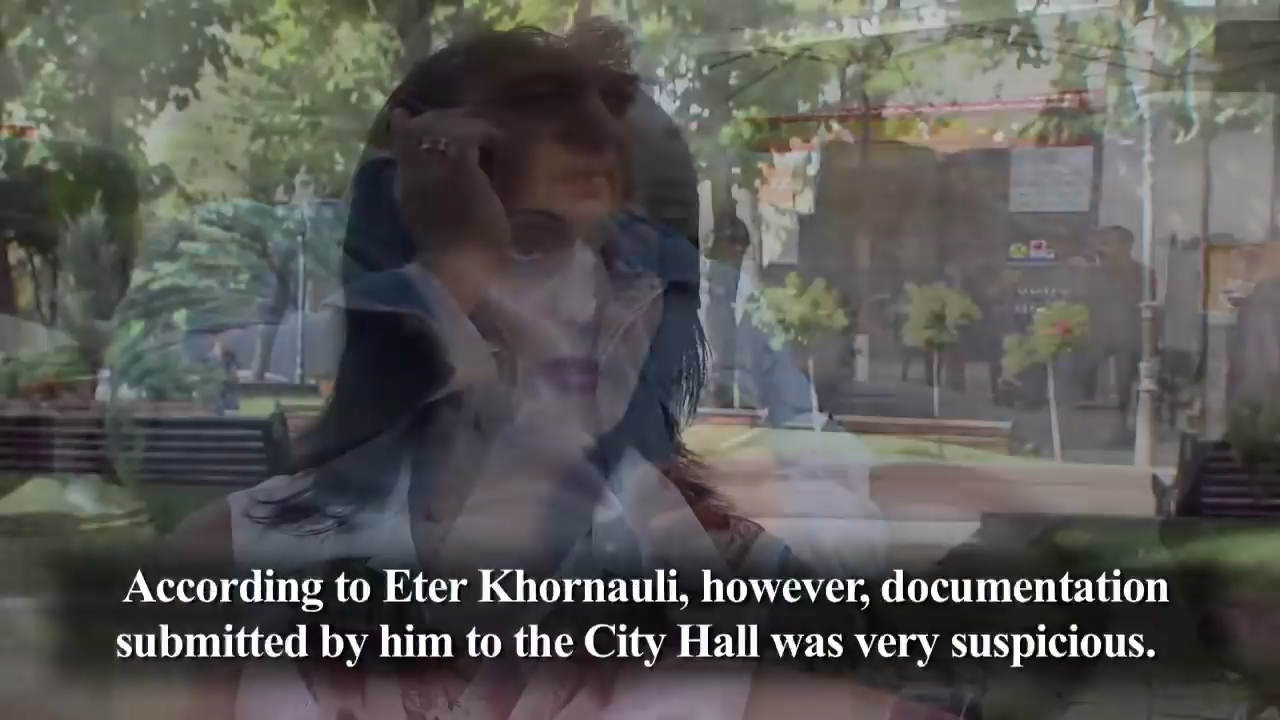 According to Eter Khornauli, however, documentation
submitted by him to the City Hall was very suspicious.